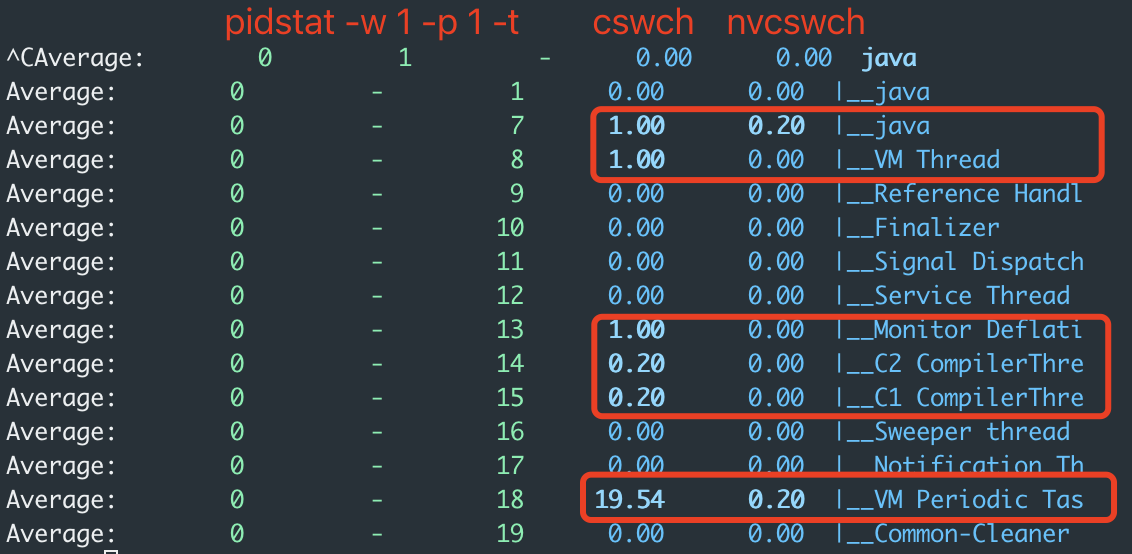 pidstat -w 1 -p 1 -t cswch nvcswch
^CAverage: 0 1 - 0.00 0.00 java
Average: 0 - 1 0.00 0.00 |__java
Average: 0 - 7 1.00 0.20 |__java
Average: 0 - 8 1.00 0.00 |__VM Thread
Average: 0 - 9 0.00 0.00 |__Reference Handl
Average: 0 - 10 0.00 0.00 |__Finalizer
Average: 0 - 11 0.00 0.00 |__Signal Dispatch
Average: 0 - 12 0.00 0.00 |__Service Thread
Average: 0 - 13 1.00 0.00 |__Monitor Deflati
Average: 0 - 14 0.20 0.00 |__C2 CompilerThre
Average: 0 - 15 0.20 0.00 |__C1 CompilerThre
Average: 0 - 16 0.00 0.00 |__Sweeper thread
Average: 0 - 17 0.00 0.00 |__Notification Th
Average: 0 - 18 19.54 0.20 |__VM Periodic Tas
Average: 0 - 19 0.00 0.00 |__Common-Cleaner